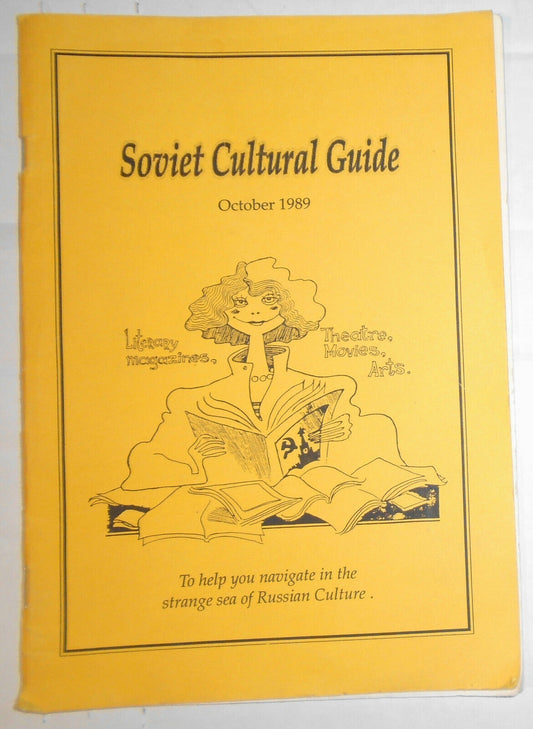 Soviet Cultural Guide
October 1989
Literary
magazines,
Theatre,
Movies,
Arts.
To help you navigate in the
strange sea of Russian Culture .